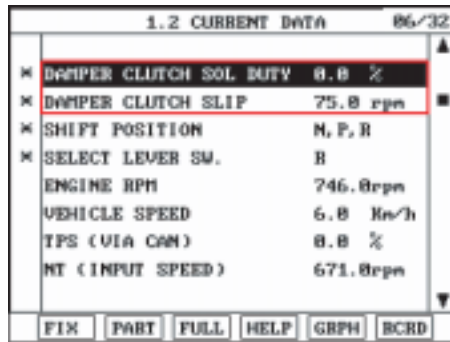 1.2 CURRENT DATA 06/32
× DAMPER CLUTCH SOL DUTY 0.0 %
× DAMPER CLUTCH SLIP 75.0 rpm
× SHIFT POSITION N,P,R
× SELECT LEVER SW. R
ENGINE RPM 746.0rpm
VEHICLE SPEED 6.0 Km/h
TPS (VIA CAN) 0.0 %
NT (INPUT SPEED) 671.0rpm
FIX PART FULL HELP GRPH RCRD